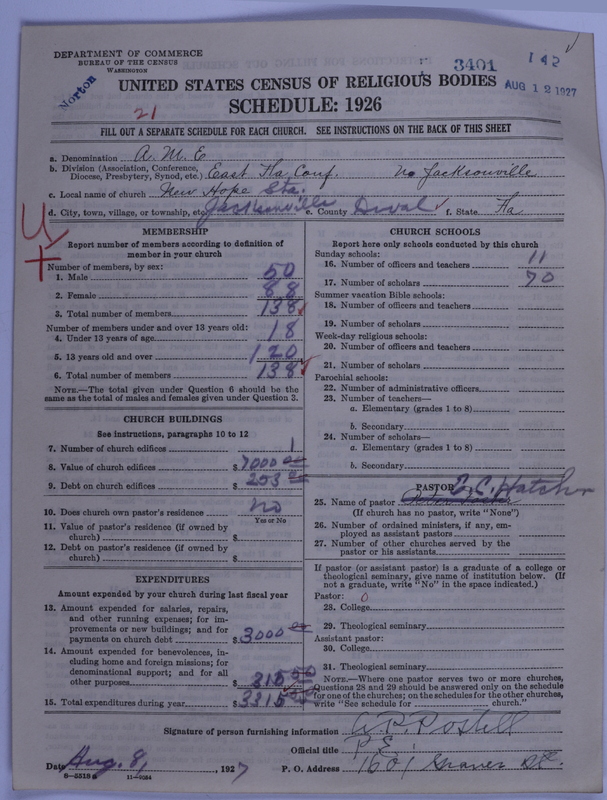 DEPARTMENT OF COMMERCE
BUREAU OF THE CENSUS
WASHINGTON
Norton
3401
142
AUG 12 1927
UNITED STATES CENSUS OF RELIGIOUS BODIES
SCHEDULE: 1926
21
FILL OUT A SEPARATE SCHEDULE FOR EACH CHURCH. SEE INSTRUCTIONS ON THE BACK OF THIS SHEET
a. Denomination A. M. E
b. Division (Association, Conference, Diocese, Presbytery, Synod, etc.) East Fla Conf. No Jacksonville
c. Local name of church New Hope Sta.
d. City, town, village, or township, etc. Jacksonville e. County Duval f. State Fla
MEMBERSHIP
Report number of members according to definition of member in your church
Number of members, by sex:
1. Male 50
2. Female 88
3. Total number of members 138
Number of members under and over 13 years old:
4. Under 13 years of age 18
5. 13 years old and over 120
6. Total number of members 138
NOTE.—The total given under Question 6 should be the same as the total of males and females given under Question 3.
CHURCH BUILDINGS
See instructions, paragraphs 10 to 12
7. Number of church edifices 1
8. Value of church edifices $7000 00
9. Debt on church edifices $253 00
10. Does church own pastor's residence no
Yes or No
11. Value of pastor's residence (if owned by church) $
12. Debt on pastor's residence (if owned by church) $
EXPENDITURES
Amount expended by your church during last fiscal year
13. Amount expended for salaries, repairs, and other running expenses; for improvements or new buildings; and for payments on church debt $3000 00
14. Amount expended for benevolences, including home and foreign missions; for denominational support; and for all other purposes $315 00
15. Total expenditures during year $3315 00
CHURCH SCHOOLS
Report here only schools conducted by this church
Sunday schools:
16. Number of officers and teachers 11
17. Number of scholars 70
Summer vacation Bible schools:
18. Number of officers and teachers
19. Number of scholars
Week-day religious schools:
20. Number of officers and teachers
21. Number of scholars
Parochial schools:
22. Number of administrative officers
23. Number of teachers—
a. Elementary (grades 1 to 8)
b. Secondary
24. Number of scholars—
a. Elementary (grades 1 to 8)
b. Secondary
PASTOR
25. Name of pastor E. C. Hatcher
(If church has no pastor, write "None")
26. Number of ordained ministers, if any, employed as assistant pastors
27. Number of other churches served by the pastor or his assistants
If pastor (or assistant pastor) is a graduate of a college or theological seminary, give name of institution below. (If not a graduate, write "No" in the space indicated.)
Pastor: 0
28. College
29. Theological seminary
Assistant pastor:
30. College
31. Theological seminary
NOTE.—Where one pastor serves two or more churches, Questions 28 and 29 should be answered only on the schedule for one of the churches; on the schedules for the other churches, write "See schedule for church."
Signature of person furnishing information A. P. Postell
Official title P. E.
Date Aug. 8, 1927 P. O. Address 1601 St.
6-5518a 11-9084